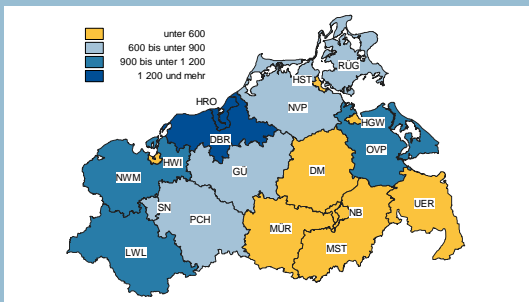 unter 600
600 bis unter 900
900 bis unter 1 200
1 200 und mehr
RÜG
HST
HRO
NVP
HGW
DBR
OVP
HWI
GÜ
DM
NWM
SN
UER
NB
PCH
MÜR
MST
LWL